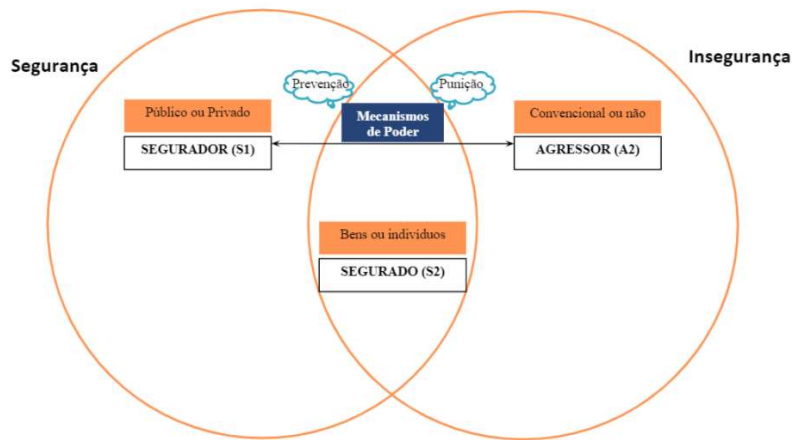 Segurança
Insegurança
Prevenção
Punição
Público ou Privado
Mecanismos
de Poder
Convencional ou não
SEGURADOR (S1)
AGRESSOR (A2)
Bens ou indivíduos
SEGURADO (S2)